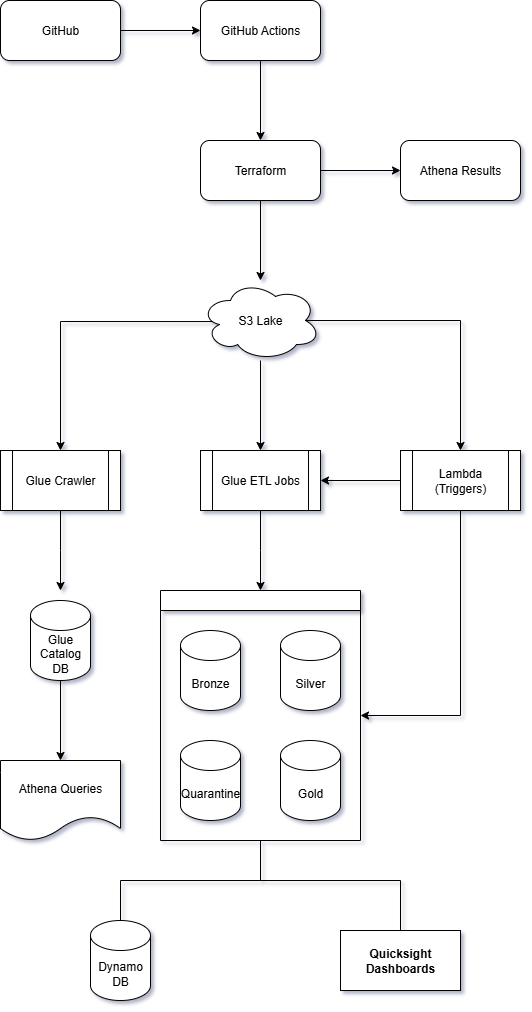 GitHub
GitHub Actions
Terraform
Athena Results
S3 Lake
Glue Crawler
Glue ETL Jobs
Lambda
(Triggers)
Glue
Catalog
DB
Bronze
Silver
Athena Queries
Quarantine
Gold
Dynamo
DB
Quicksight
Dashboards